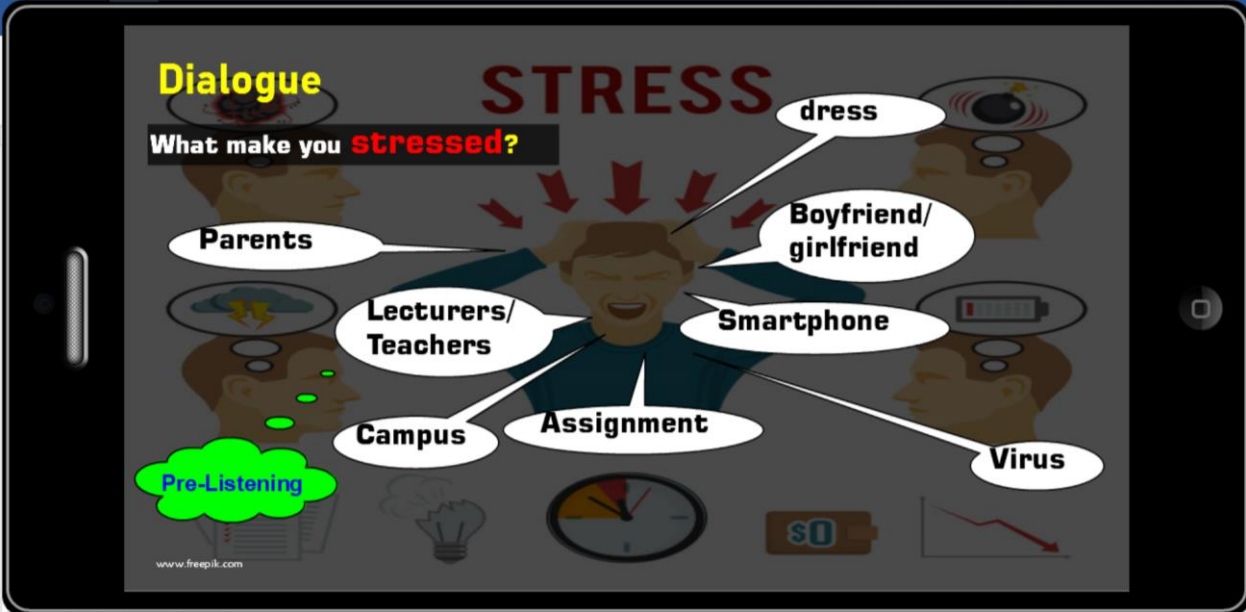 Dialogue
STRESS
What make you stressed?
dress
Boyfriend/
girlfriend
Parents
Lecturers/
Teachers
Smartphone
Campus
Assignment
Virus
Pre-Listening
$0
www.freepik.com